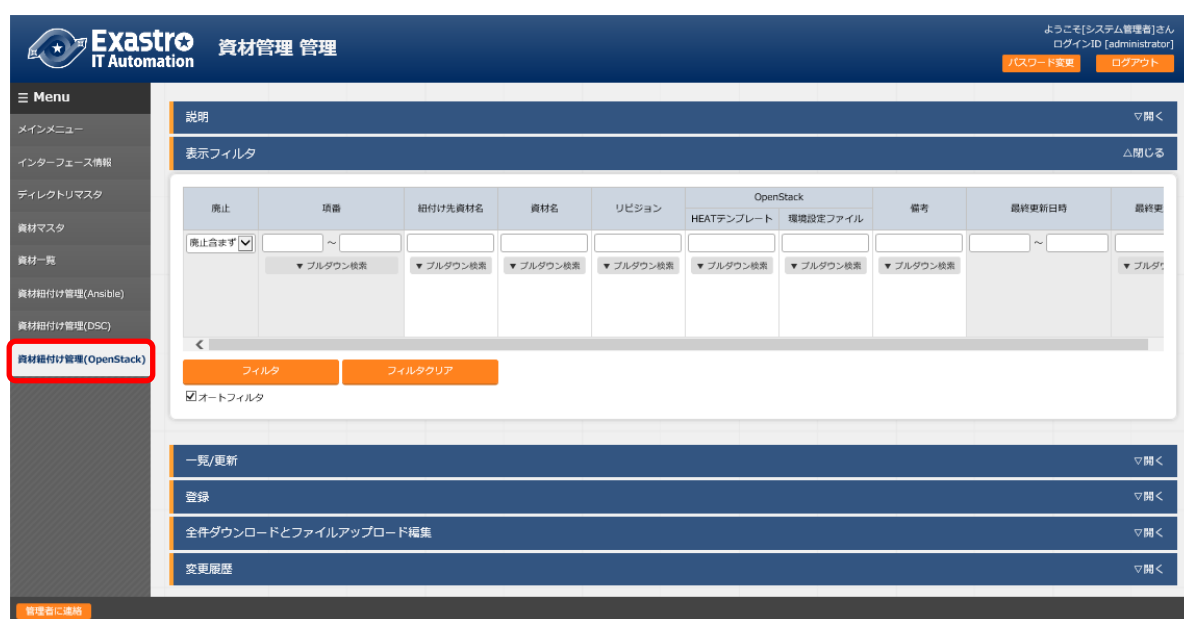 Exastro
IT Automation
資材管理 管理
ようこそ[システム管理者]さん
ログインID [administrator]
パスワード変更
ログアウト
☰ Menu
メインメニュー
インターフェース情報
ディレクトリマスタ
資材マスタ
資材一覧
資材紐付け管理(Ansible)
資材紐付け管理(DSC)
資材紐付け管理(OpenStack)
説明
▽開く
表示フィルタ
△閉じる
廃止
項番
紐付け先資材名
資材名
リビジョン
OpenStack
HEATテンプレート
環境設定ファイル
備考
最終更新日時
最終更
廃止含まず
～
～
▼プルダウン検索
▼プルダウン検索
▼プルダウン検索
▼プルダウン検索
▼プルダウン検索
▼プルダウン検索
▼プルダウン検索
▼プルダウ
フィルタ
フィルタクリア
オートフィルタ
一覧/更新
▽開く
登録
▽開く
全件ダウンロードとファイルアップロード編集
▽開く
変更履歴
▽開く
管理者に連絡